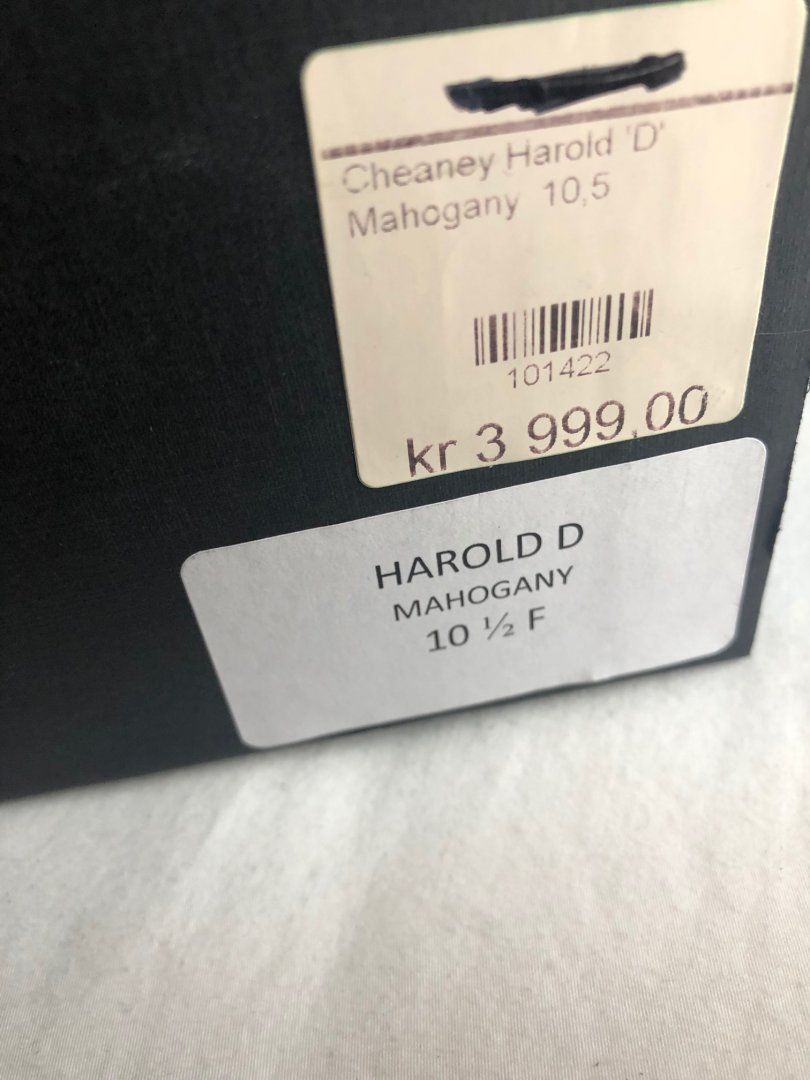 Cheaney Harold 'D'
Mahogany 10,5
101422
kr 3 999,00
HAROLD D
MAHOGANY
10 ½ F